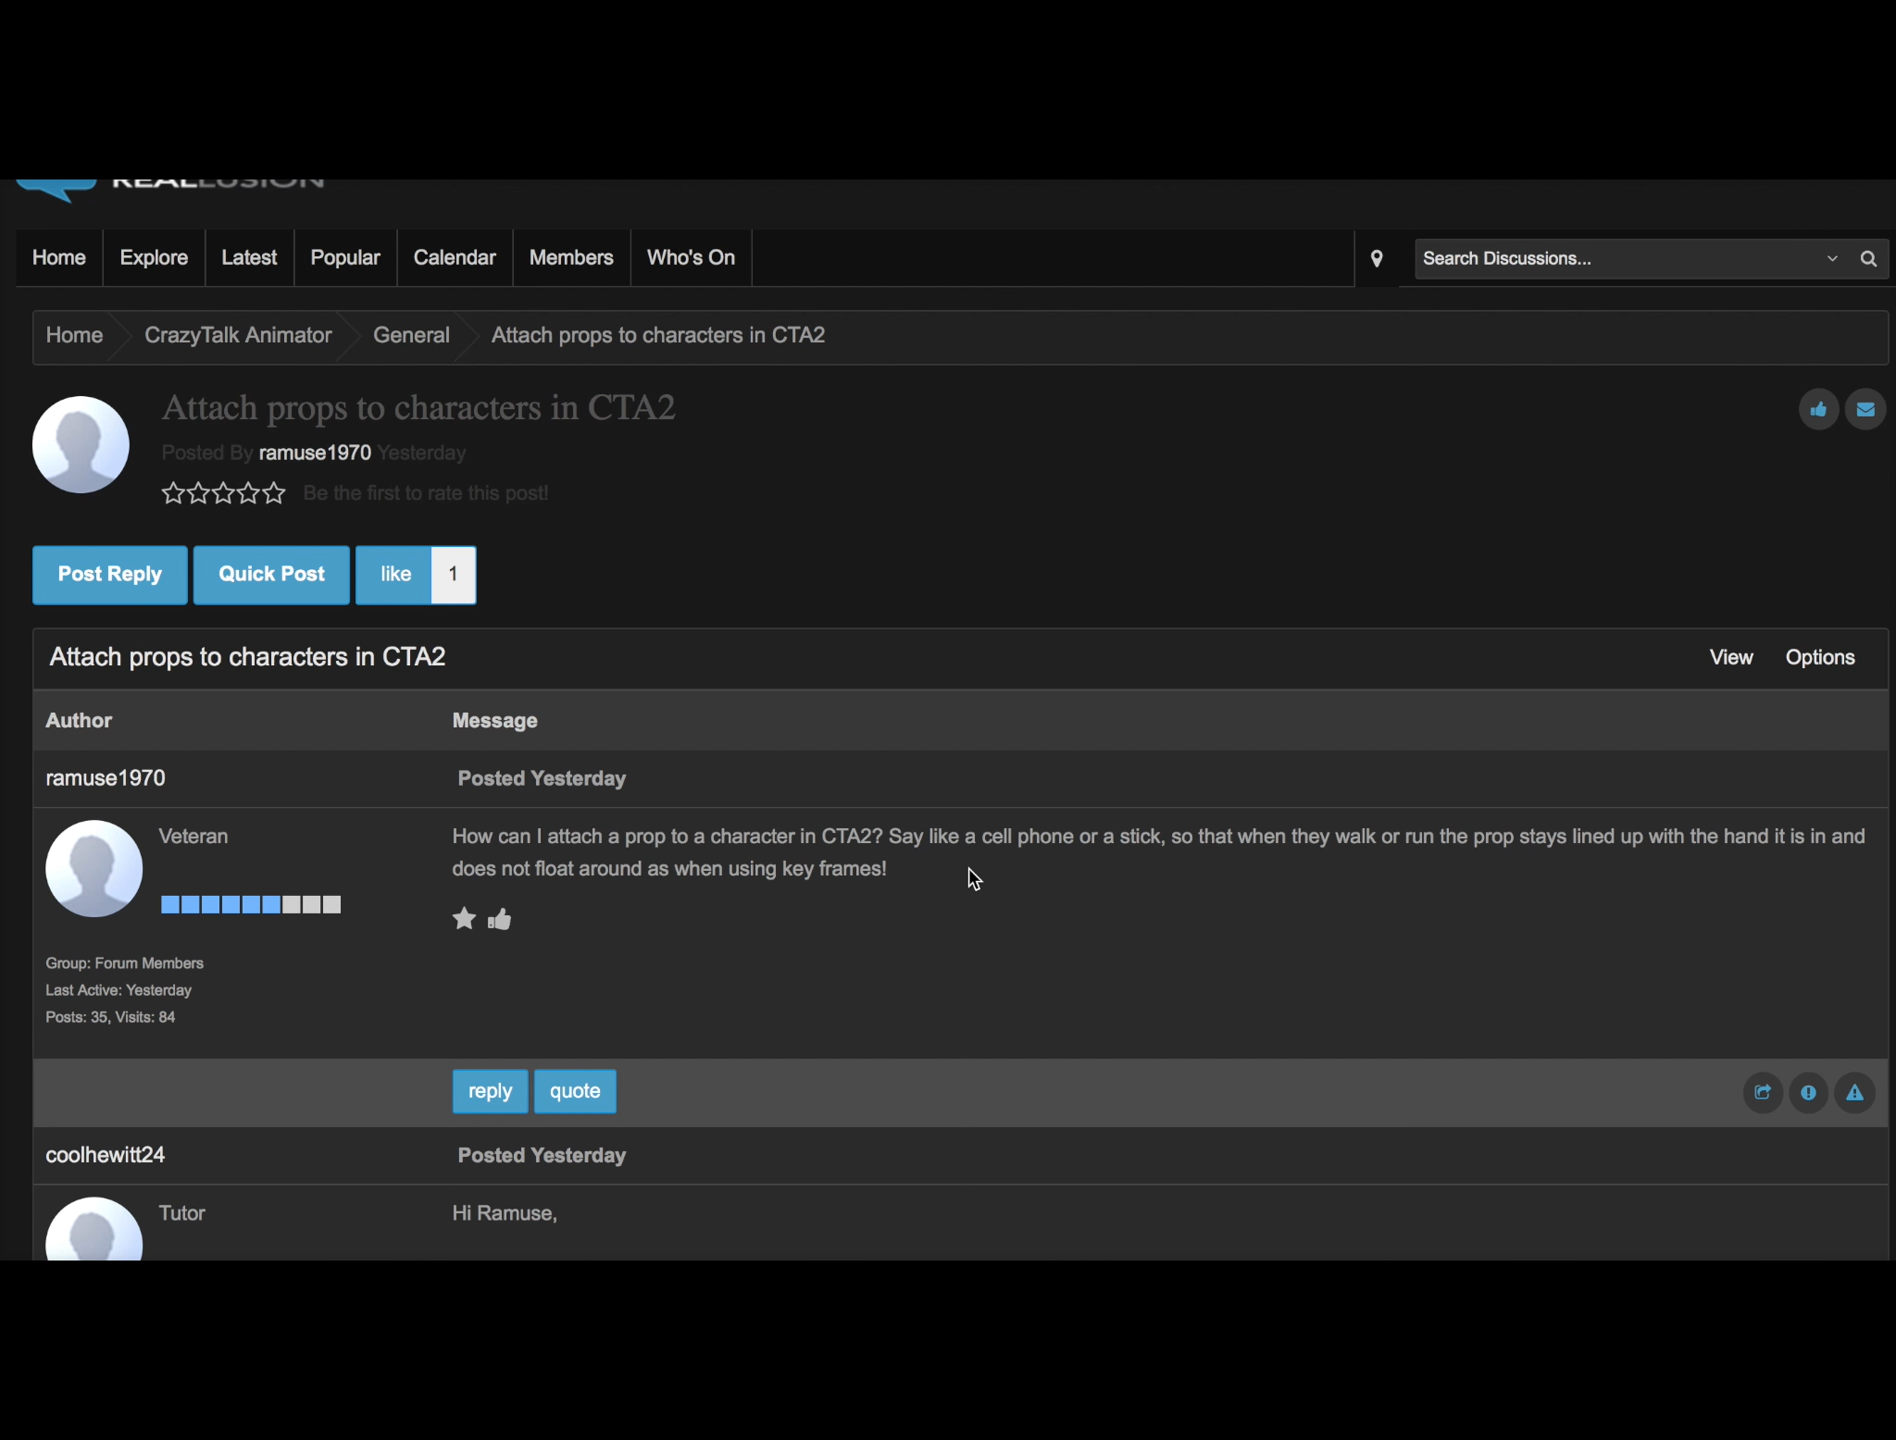 REALLUSION
Home Explore Latest Popular Calendar Members Who's On Search Discussions...
Home CrazyTalk Animator General Attach props to characters in CTA2
Attach props to characters in CTA2
Posted By ramuse1970 Yesterday
Be the first to rate this post!
Post Reply Quick Post like 1
Attach props to characters in CTA2 View Options
Author Message
ramuse1970 Posted Yesterday
Veteran How can I attach a prop to a character in CTA2? Say like a cell phone or a stick, so that when they walk or run the prop stays lined up with the hand it is in and
does not float around as when using key frames!
Group: Forum Members
Last Active: Yesterday
Posts: 35, Visits: 84
reply quote
coolhewitt24 Posted Yesterday
Tutor Hi Ramuse,